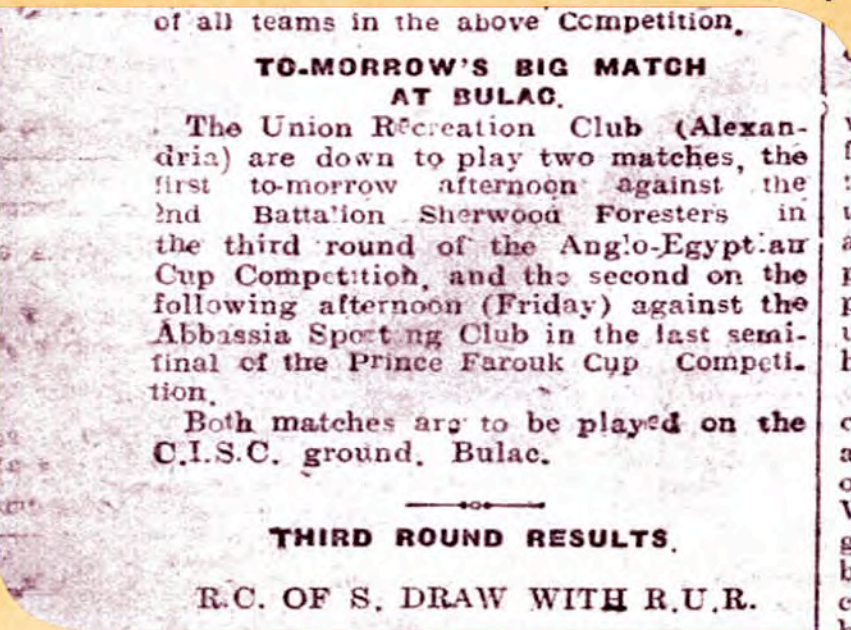 of all teams in the above Competition.
TO-MORROW'S BIG MATCH
AT BULAC.
The Union Recreation Club (Alexan-
dria) are down to play two matches, the
first to-morrow afternoon against the
2nd Battalion Sherwood Foresters in
the third round of the Anglo-Egyptian
Cup Competition, and the second on the
following afternoon (Friday) against the
Abbassia Sporting Club in the last semi-
final of the Prince Farouk Cup Competi-
tion.
Both matches are to be played on the
C.I.S.C. ground. Bulac.
THIRD ROUND RESULTS.
R.C. OF S. DRAW WITH R.U.R.